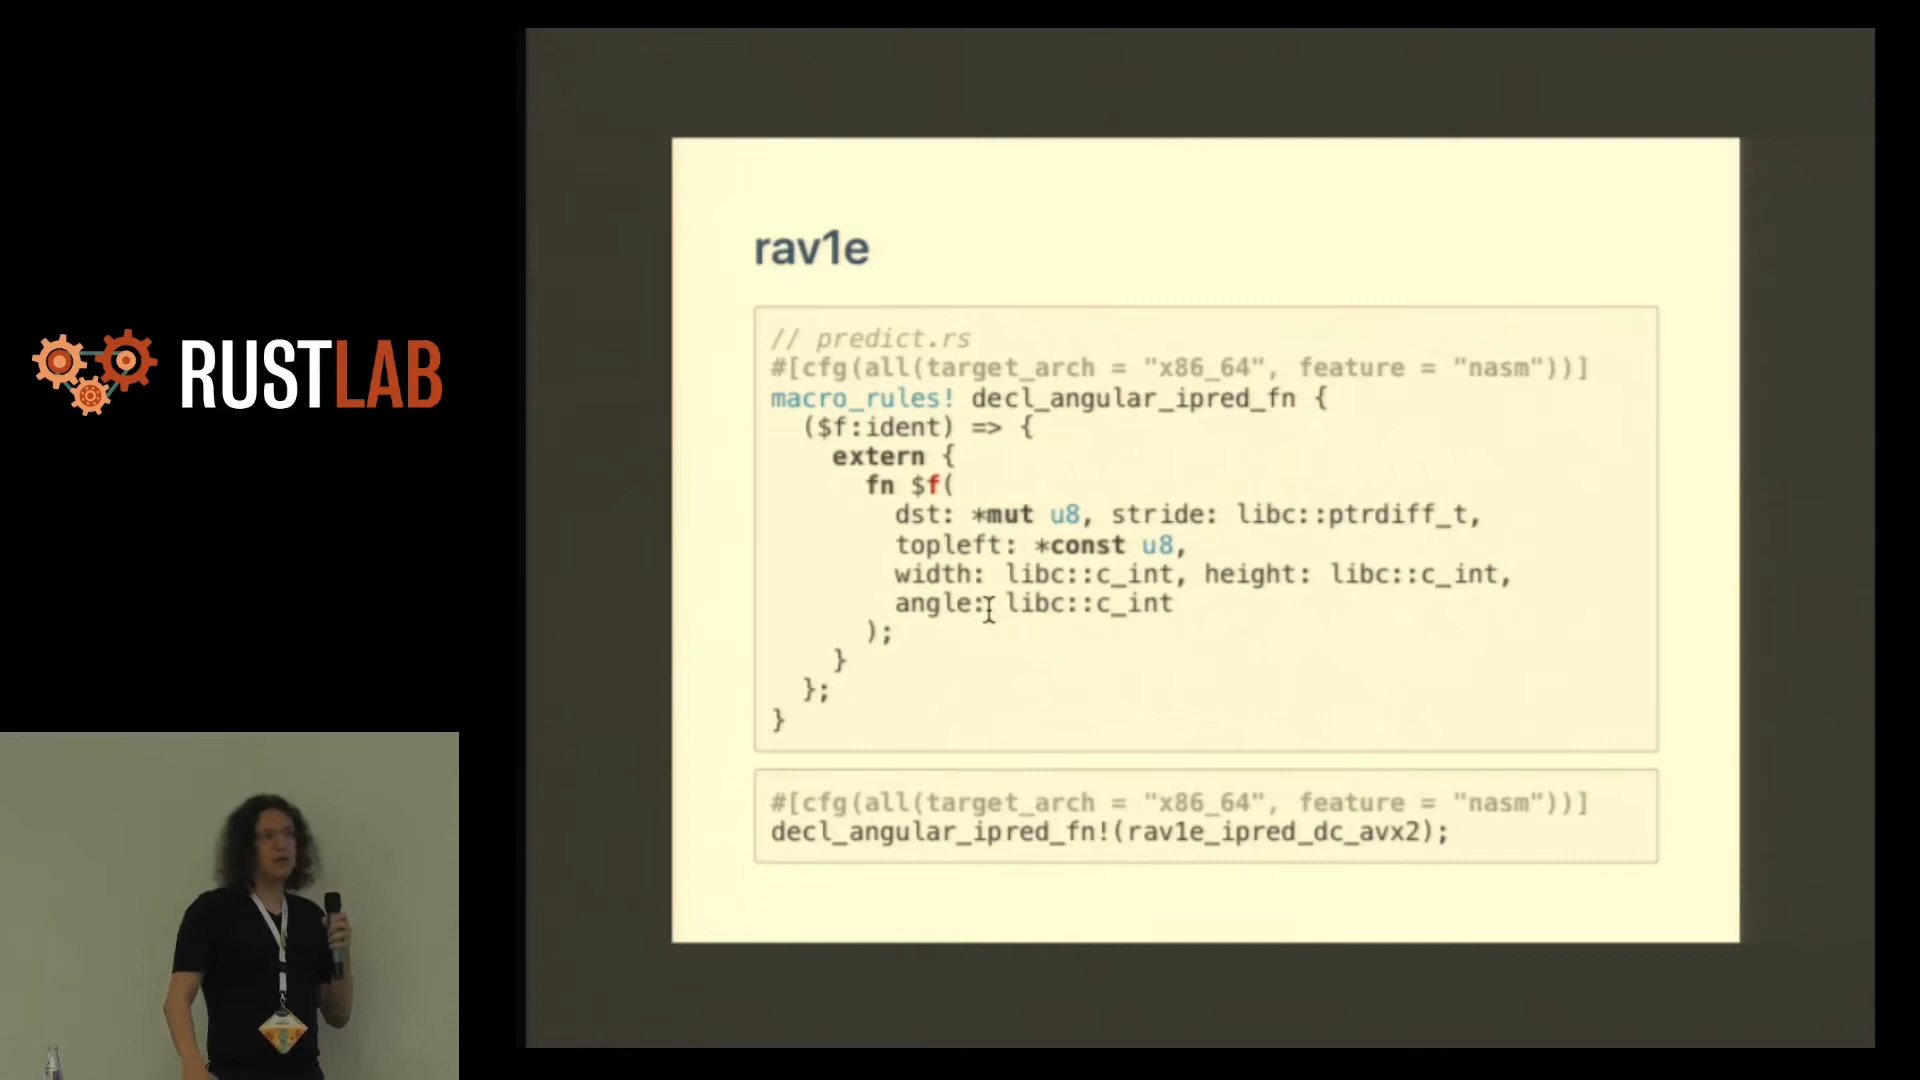 RUSTLAB
rav1e
// predict.rs
#[cfg(all(target_arch = "x86_64", feature = "nasm"))]
macro_rules! decl_angular_ipred_fn {
($f:ident) => {
extern {
fn $f(
dst: *mut u8, stride: libc::ptrdiff_t,
topleft: *const u8,
width: libc::c_int, height: libc::c_int,
angle: libc::c_int
);
}
};
}
#[cfg(all(target_arch = "x86_64", feature = "nasm"))]
decl_angular_ipred_fn!(rav1e_ipred_dc_avx2);